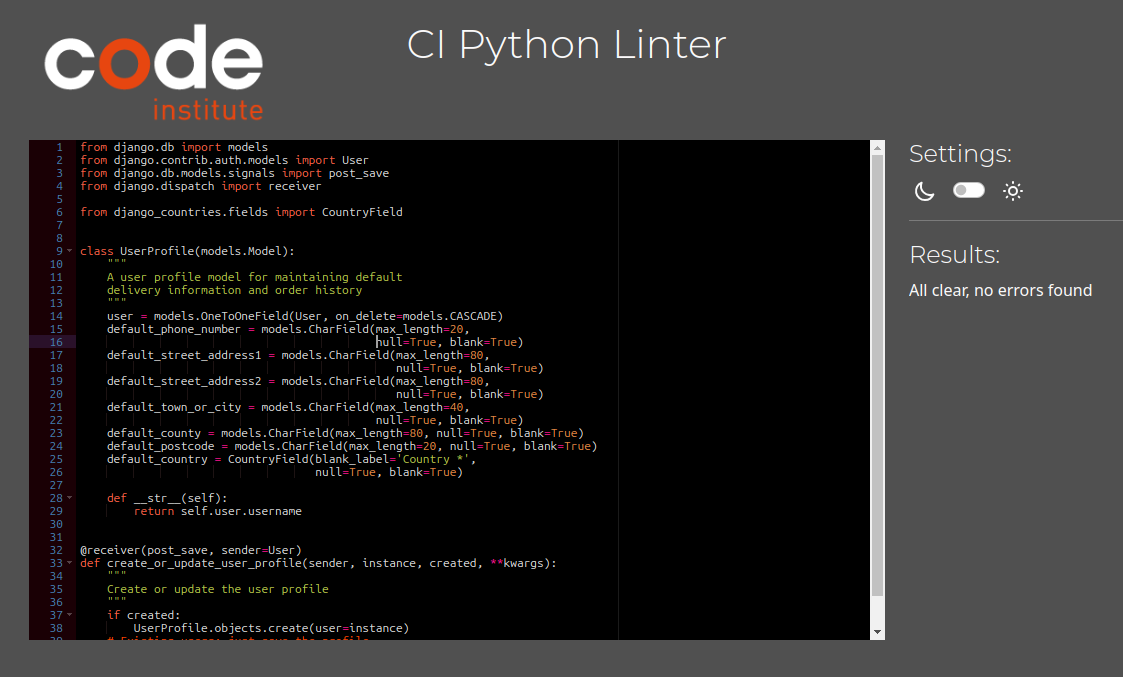 code
institute
CI Python Linter
1 from django.db import models
2 from django.contrib.auth.models import User
3 from django.db.models.signals import post_save
4 from django.dispatch import receiver
5
6 from django_countries.fields import CountryField
7
8
9 class UserProfile(models.Model):
10     """
11     A user profile model for maintaining default
12     delivery information and order history
13     """
14     user = models.OneToOneField(User, on_delete=models.CASCADE)
15     default_phone_number = models.CharField(max_length=20,
16                                             null=True, blank=True)
17     default_street_address1 = models.CharField(max_length=80,
18                                                null=True, blank=True)
19     default_street_address2 = models.CharField(max_length=80,
20                                                null=True, blank=True)
21     default_town_or_city = models.CharField(max_length=40,
22                                             null=True, blank=True)
23     default_county = models.CharField(max_length=80, null=True, blank=True)
24     default_postcode = models.CharField(max_length=20, null=True, blank=True)
25     default_country = CountryField(blank_label='Country *',
26                                    null=True, blank=True)
27
28     def __str__(self):
29         return self.user.username
30
31
32 @receiver(post_save, sender=User)
33 def create_or_update_user_profile(sender, instance, created, **kwargs):
34     """
35     Create or update the user profile
36     """
37     if created:
38         UserProfile.objects.create(user=instance)
39     # Existing users: just save the profile
Settings:
Results:
All clear, no errors found